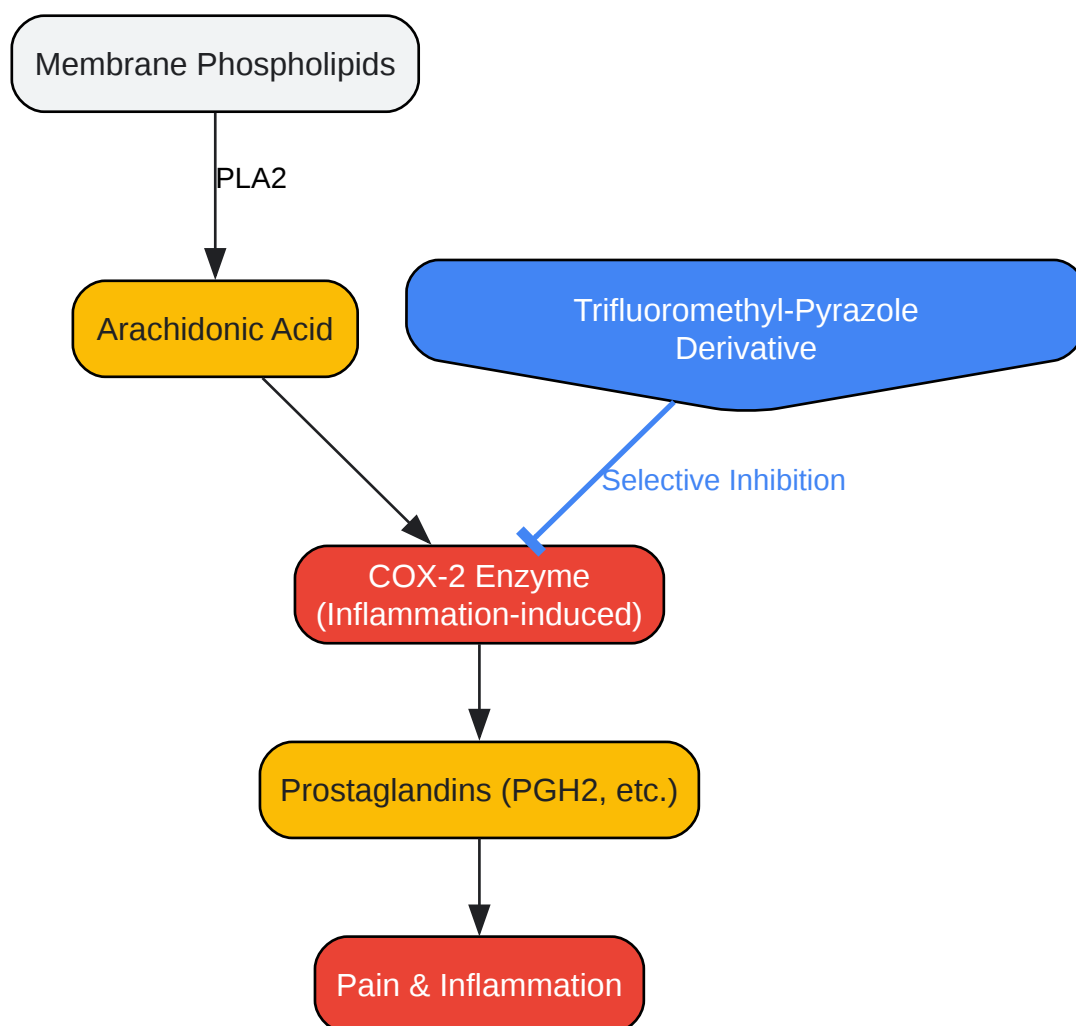 Membrane Phospholipids
PLA2
Arachidonic Acid
Trifluoromethyl-Pyrazole
Derivative
Selective Inhibition
COX-2 Enzyme
(Inflammation-induced)
Prostaglandins (PGH2, etc.)
Pain & Inflammation